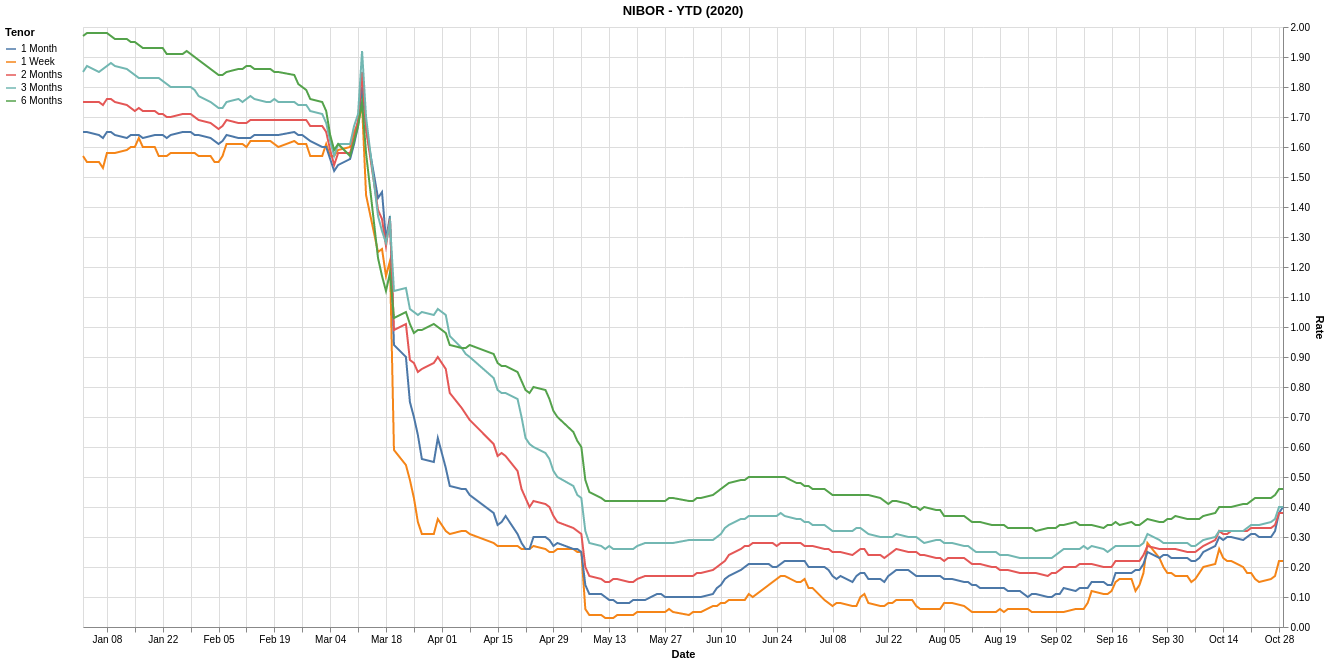 NIBOR - YTD (2020)
Tenor
1 Month
1 Week
2 Months
3 Months
6 Months
2.00
1.90
1.80
1.70
1.60
1.50
1.40
1.30
1.20
1.10
1.00
0.90
0.80
0.70
0.60
0.50
0.40
0.30
0.20
0.10
0.00
Rate
Jan 08 Jan 22 Feb 05 Feb 19 Mar 04 Mar 18 Apr 01 Apr 15 Apr 29 May 13 May 27 Jun 10 Jun 24 Jul 08 Jul 22 Aug 05 Aug 19 Sep 02 Sep 16 Sep 30 Oct 14 Oct 28
Date